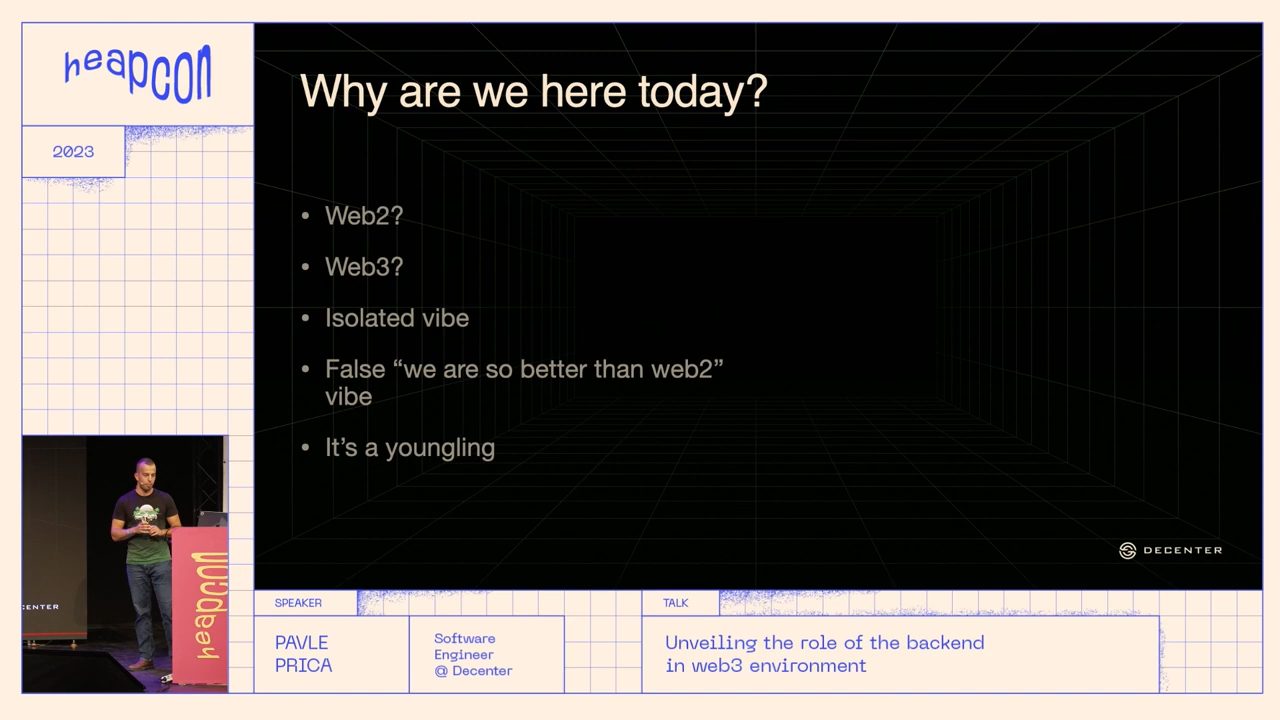 heapcon
2023
Why are we here today?
• Web2?
• Web3?
• Isolated vibe
• False “we are so better than web2”
vibe
• It’s a youngling
DECENTER
CENTER
heapcon
SPEAKER
PAVLE
PRICA
Software
Engineer
@ Decenter
TALK
Unveiling the role of the backend
in web3 environment